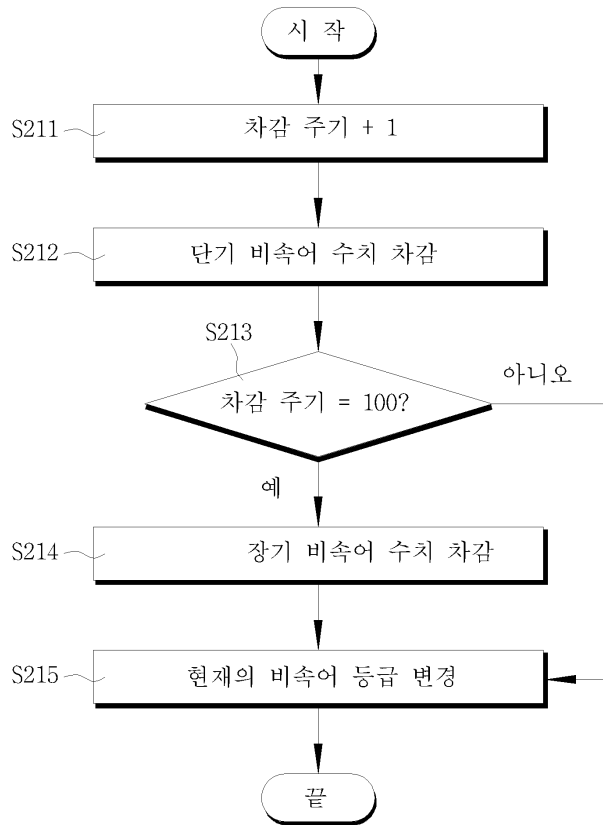 시 작
S211
차감 주기 + 1
S212
단기 비속어 수치 차감
S213
차감 주기 = 100?
아니오
예
S214
장기 비속어 수치 차감
S215
현재의 비속어 등급 변경
끝